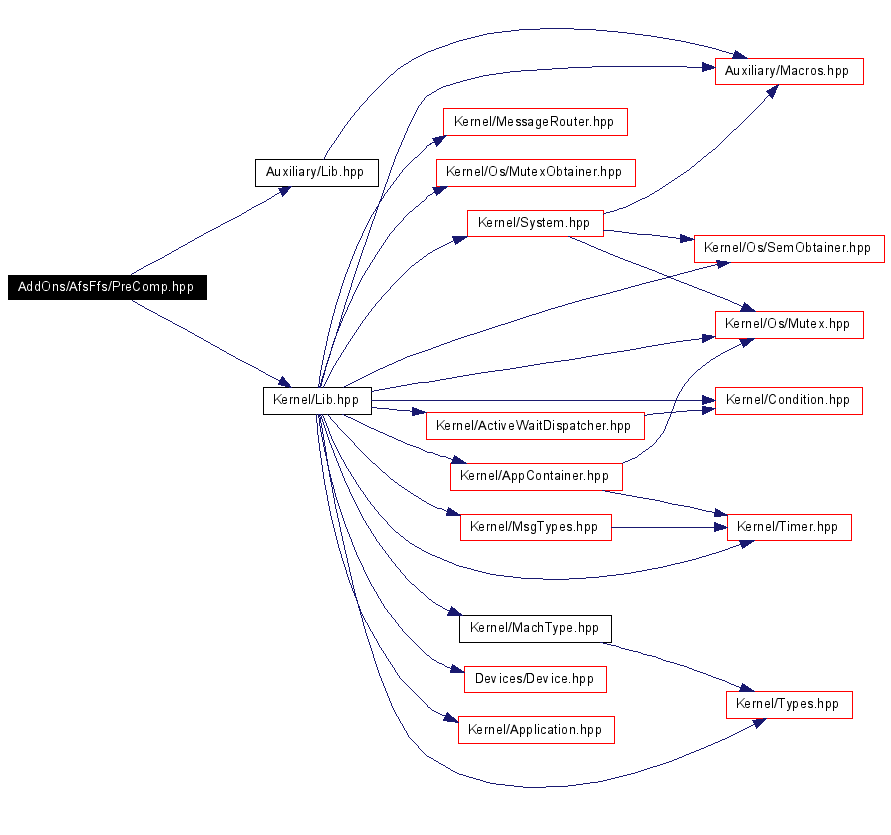 Auxiliary/Macros.hpp
Kernel/MessageRouter.hpp
Auxiliary/Lib.hpp
Kernel/Os/MutexObtainer.hpp
Kernel/System.hpp
Kernel/Os/SemObtainer.hpp
AddOns/AfsFfs/PreComp.hpp
Kernel/Os/Mutex.hpp
Kernel/Lib.hpp
Kernel/Condition.hpp
Kernel/ActiveWaitDispatcher.hpp
Kernel/AppContainer.hpp
Kernel/MsgTypes.hpp
Kernel/Timer.hpp
Kernel/MachType.hpp
Devices/Device.hpp
Kernel/Types.hpp
Kernel/Application.hpp